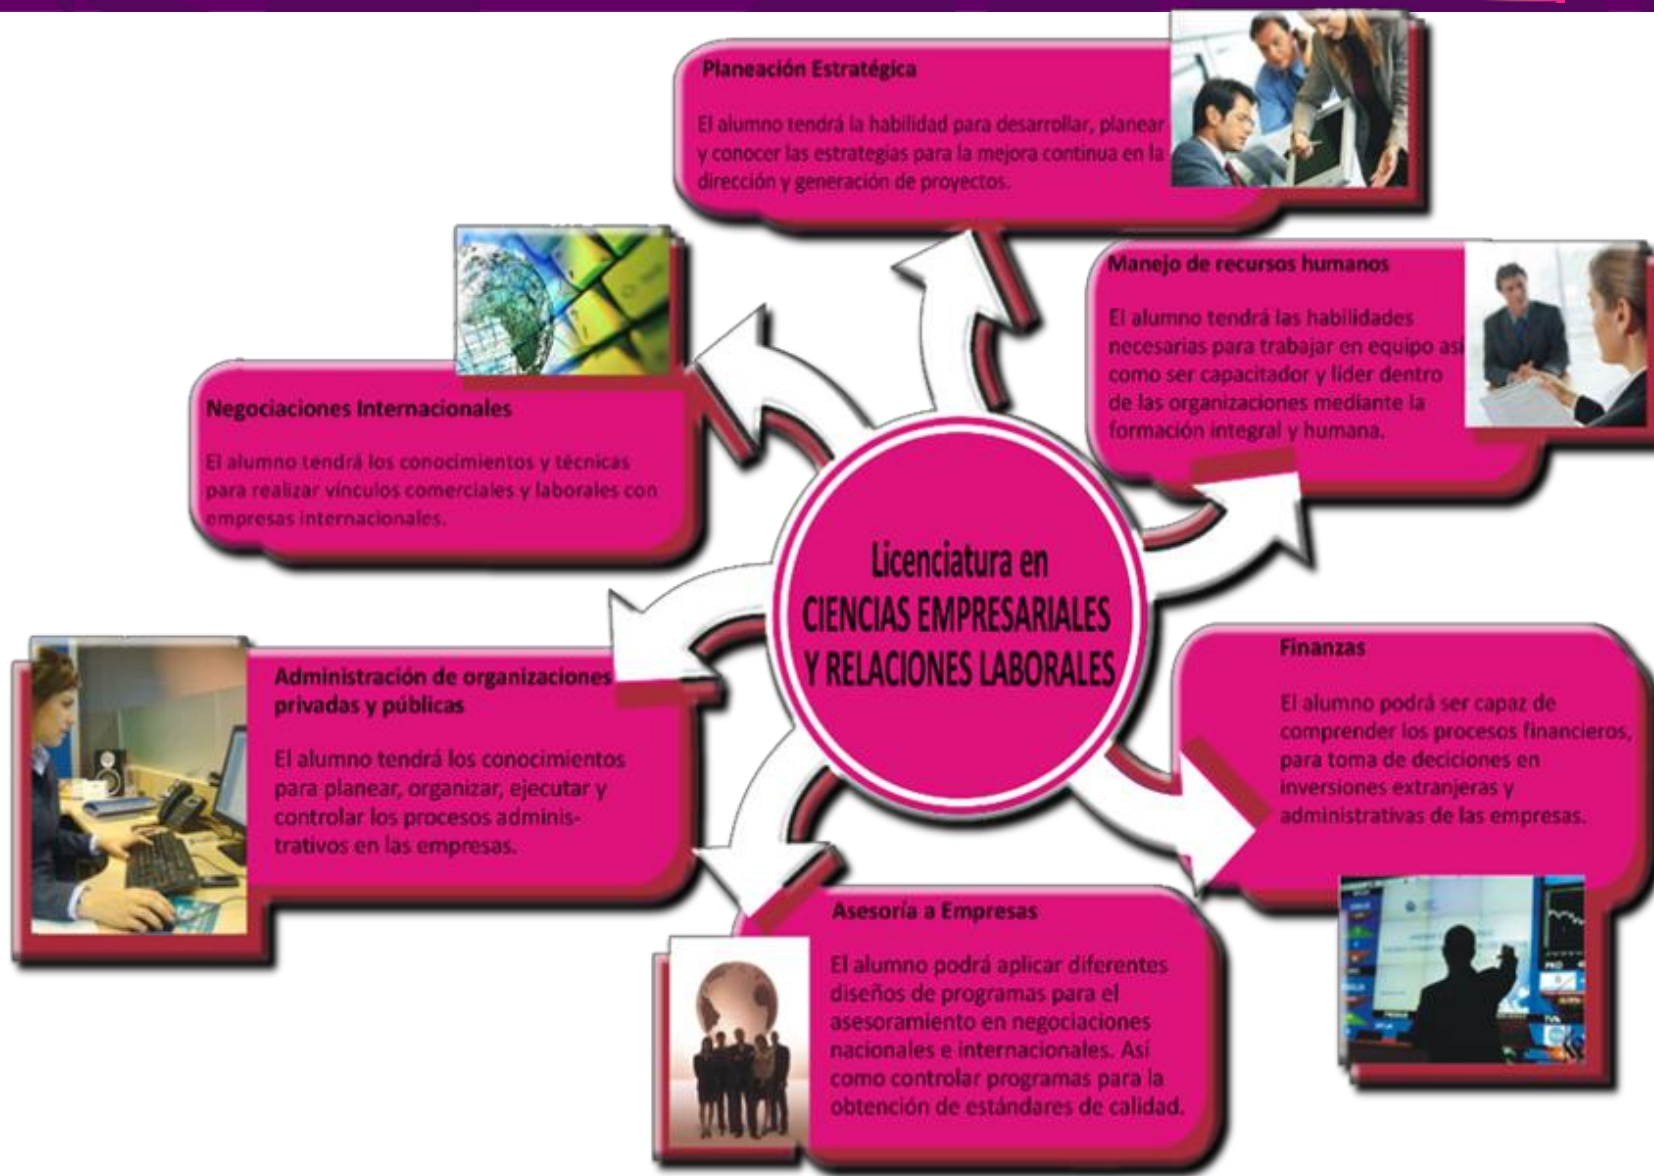 Planeación Estratégica
El alumno tendrá la habilidad para desarrollar, planear
y conocer las estrategias para la mejora continua en la
dirección y generación de proyectos.
Manejo de recursos humanos
El alumno tendrá las habilidades
necesarias para trabajar en equipo asi
como ser capacitador y líder dentro
de las organizaciones mediante la
formación integral y humana.
Negociaciones Internacionales
El alumno tendrá los conocimientos y técnicas
para realizar vínculos comerciales y laborales con
empresas internacionales.
Licenciatura en
CIENCIAS EMPRESARIALES
Y RELACIONES LABORALES
Finanzas
El alumno podrá ser capaz de
comprender los procesos financieros,
para toma de deciciones en
inversiones extranjeras y
administrativas de las empresas.
Administración de organizaciones
privadas y públicas
El alumno tendrá los conocimientos
para planear, organizar, ejecutar y
controlar los procesos adminis-
trativos en las empresas.
Asesoría a Empresas
El alumno podrá aplicar diferentes
diseños de programas para el
asesoramiento en negociaciones
nacionales e internacionales. Así
como controlar programas para la
obtención de estándares de calidad.